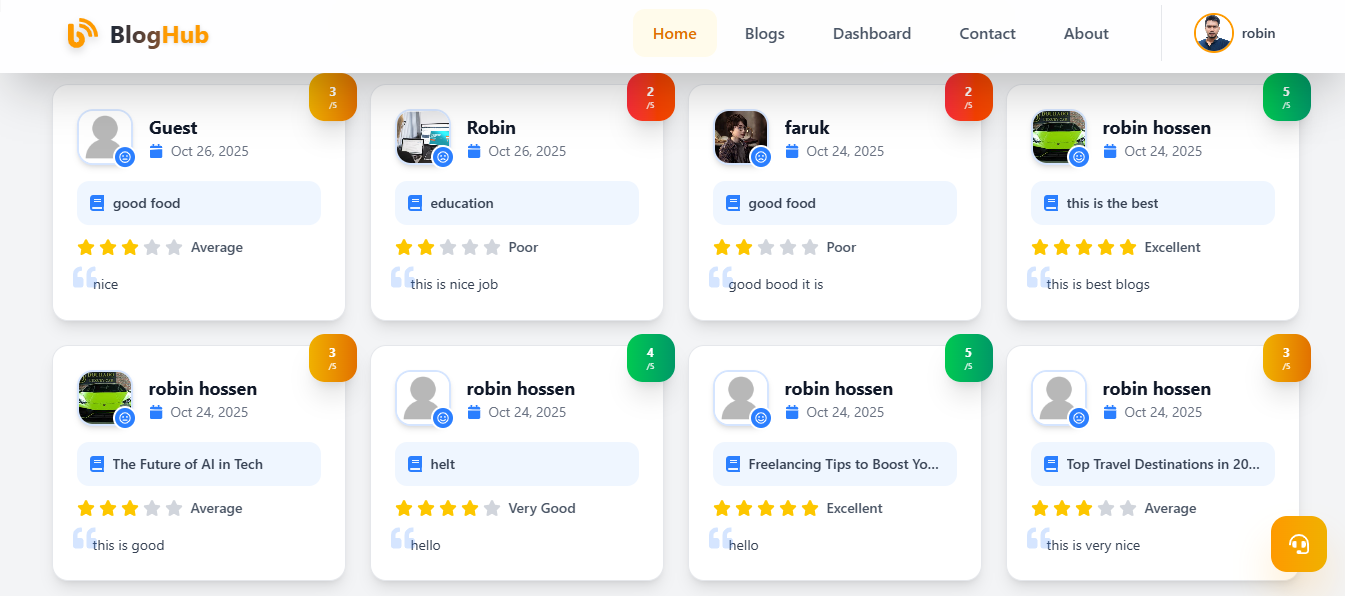 BlogHub
Home Blogs Dashboard Contact About robin
3
/5
Guest
Oct 26, 2025
good food
Average
nice
2
/5
Robin
Oct 26, 2025
education
Poor
this is nice job
2
/5
faruk
Oct 24, 2025
good food
Poor
good bood it is
5
/5
robin hossen
Oct 24, 2025
this is the best
Excellent
this is best blogs
3
/5
robin hossen
Oct 24, 2025
The Future of AI in Tech
Average
this is good
4
/5
robin hossen
Oct 24, 2025
helt
Very Good
hello
5
/5
robin hossen
Oct 24, 2025
Freelancing Tips to Boost Yo...
Excellent
hello
3
/5
robin hossen
Oct 24, 2025
Top Travel Destinations in 20...
Average
this is very nice